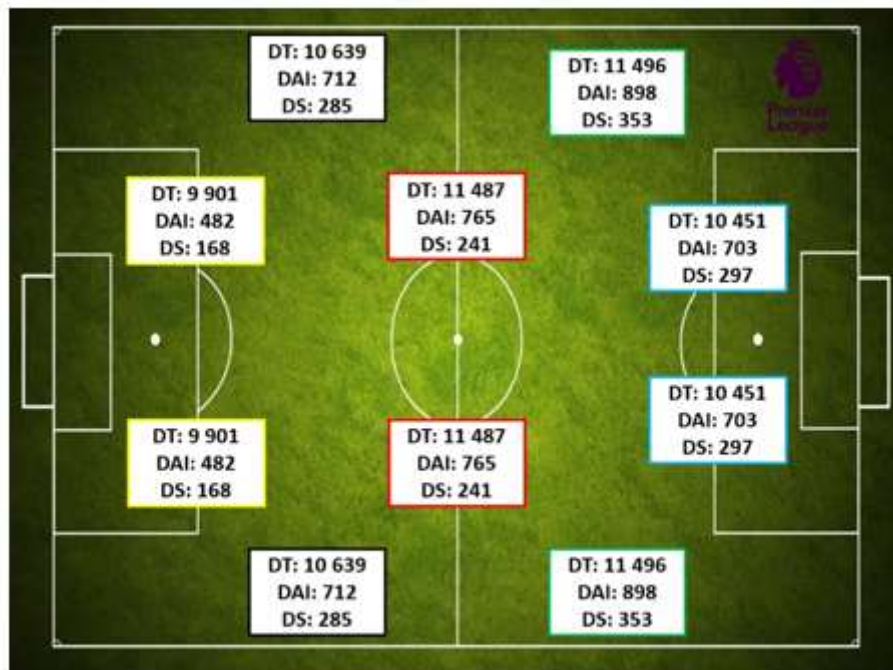 DT: 10 639
DAI: 712
DS: 285
DT: 11 496
DAI: 898
DS: 353
Premier
League
DT: 9 901
DAI: 482
DS: 168
DT: 11 487
DAI: 765
DS: 241
DT: 10 451
DAI: 703
DS: 297
DT: 9 901
DAI: 482
DS: 168
DT: 11 487
DAI: 765
DS: 241
DT: 10 451
DAI: 703
DS: 297
DT: 10 639
DAI: 712
DS: 285
DT: 11 496
DAI: 898
DS: 353